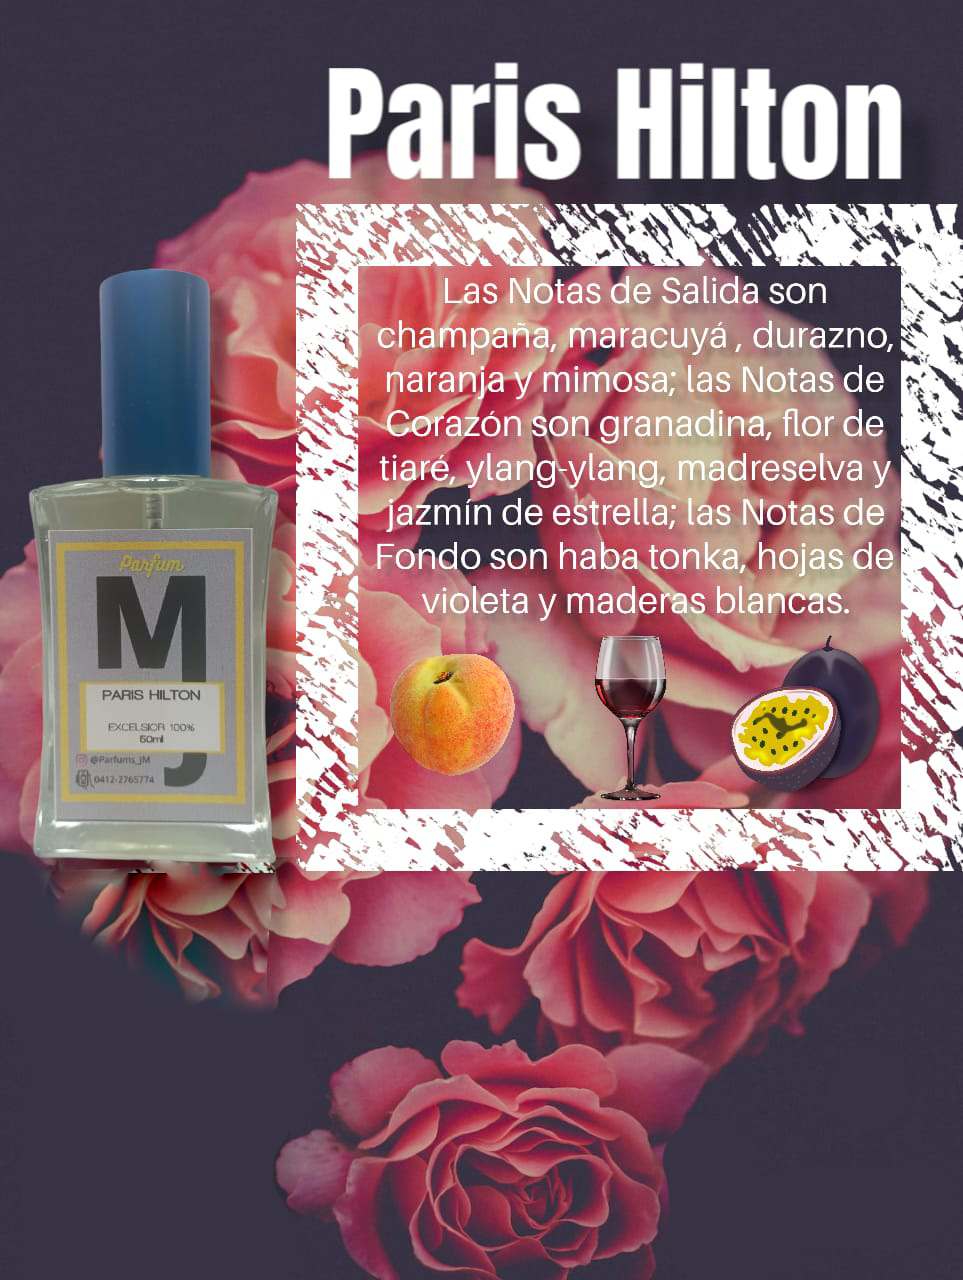 Paris Hilton
Las Notas de Salida son
champaña, maracuyá , durazno,
naranja y mimosa; las Notas de
Corazón son granadina, flor de
tiaré, ylang-ylang, madreselva y
jazmín de estrella; las Notas de
Fondo son haba tonka, hojas de
violeta y maderas blancas.
Parfum
MJ
PARIS HILTON
EXCELSIOR 100%
50ml
@Parfums_JM
0412-2765774